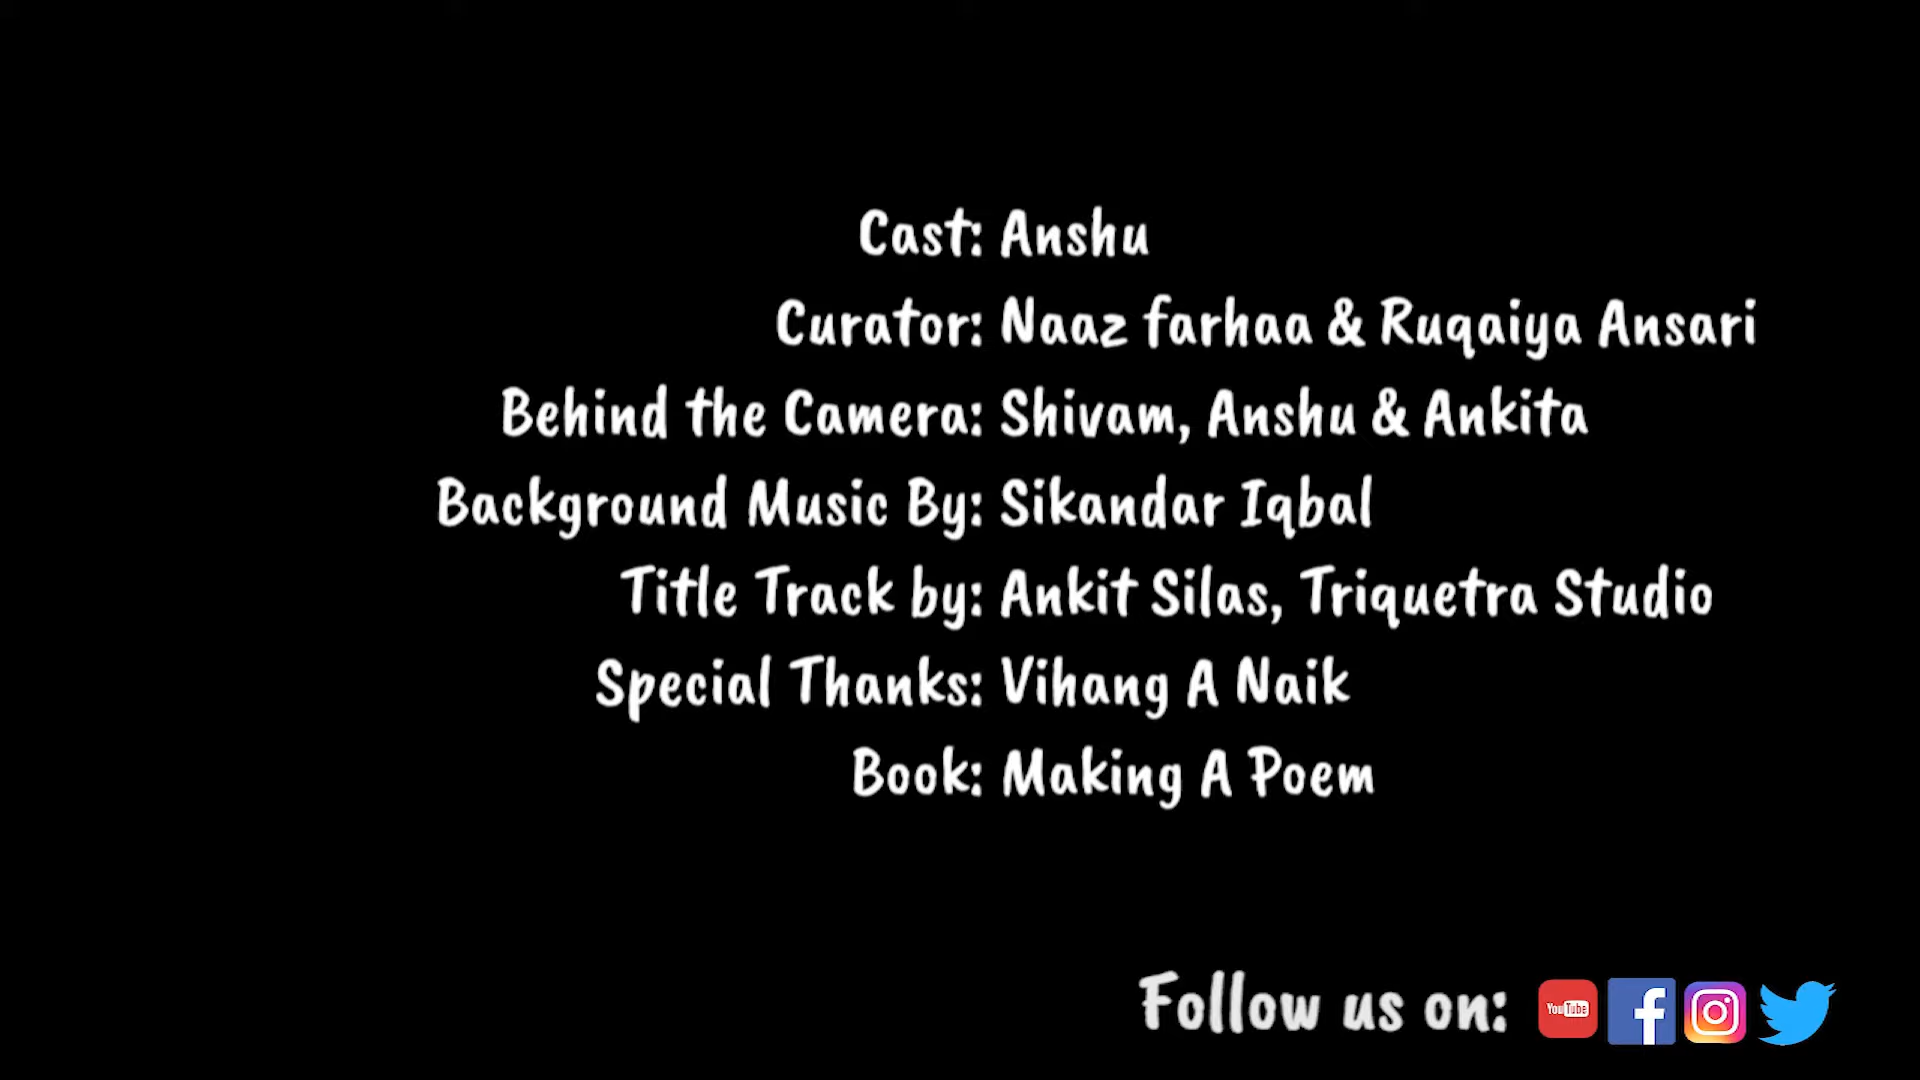 Cast: Anshu
Curator: Naaz farhaa & Ruqaiya Ansari
Behind the Camera: Shivam, Anshu & Ankita
Background Music By: Sikandar Iqbal
Title Track by: Ankit Silas, Triquetra Studio
Special Thanks: Vihang A Naik
Book: Making A Poem
Follow us on: YouTube